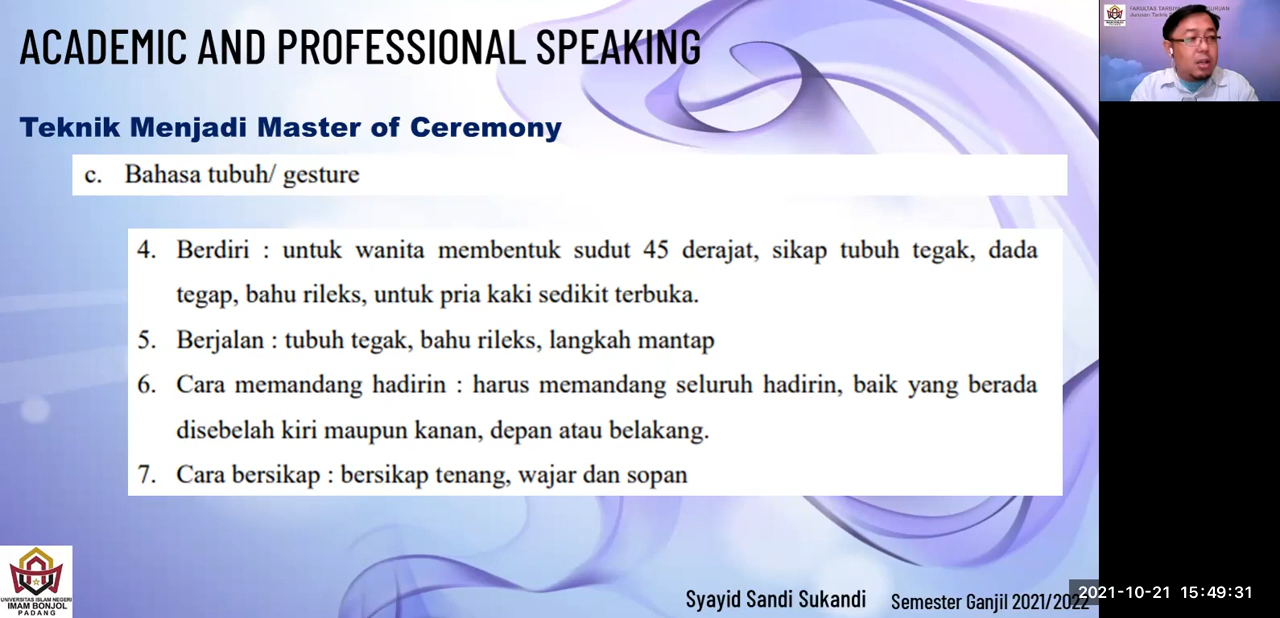 ACADEMIC AND PROFESSIONAL SPEAKING
FAKULTAS TARBIYAH
Teknik Menjadi Master of Ceremony
c. Bahasa tubuh/ gesture
4. Berdiri : untuk wanita membentuk sudut 45 derajat, sikap tubuh tegak, dada
tegap, bahu rileks, untuk pria kaki sedikit terbuka.
5. Berjalan : tubuh tegak, bahu rileks, langkah mantap
6. Cara memandang hadirin : harus memandang seluruh hadirin, baik yang berada
disebelah kiri maupun kanan, depan atau belakang.
7. Cara bersikap : bersikap tenang, wajar dan sopan
UNIVERSITAS ISLAM NEGERI
IMAM BONJOL
PADANG
Syayid Sandi Sukandi
Semester Ganjil 2021/2022
2021-10-21 15:49:31